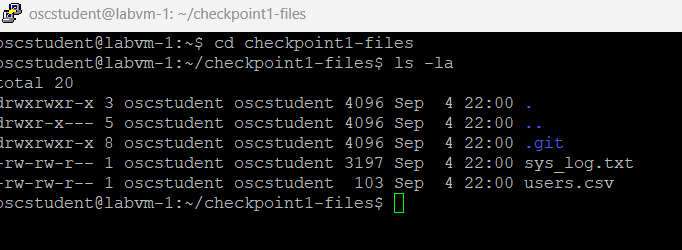 oscstudent@labvm-1: ~/checkpoint1-files
oscstudent@labvm-1:~$ cd checkpoint1-files
oscstudent@labvm-1:~/checkpoint1-files$ ls -la
total 20
drwxrwxr-x 3 oscstudent oscstudent 4096 Sep  4 22:00 .
drwxr-x--- 5 oscstudent oscstudent 4096 Sep  4 22:00 ..
drwxrwxr-x 8 oscstudent oscstudent 4096 Sep  4 22:00 .git
-rw-rw-r-- 1 oscstudent oscstudent 3197 Sep  4 22:00 sys_log.txt
-rw-rw-r-- 1 oscstudent oscstudent  103 Sep  4 22:00 users.csv
oscstudent@labvm-1:~/checkpoint1-files$